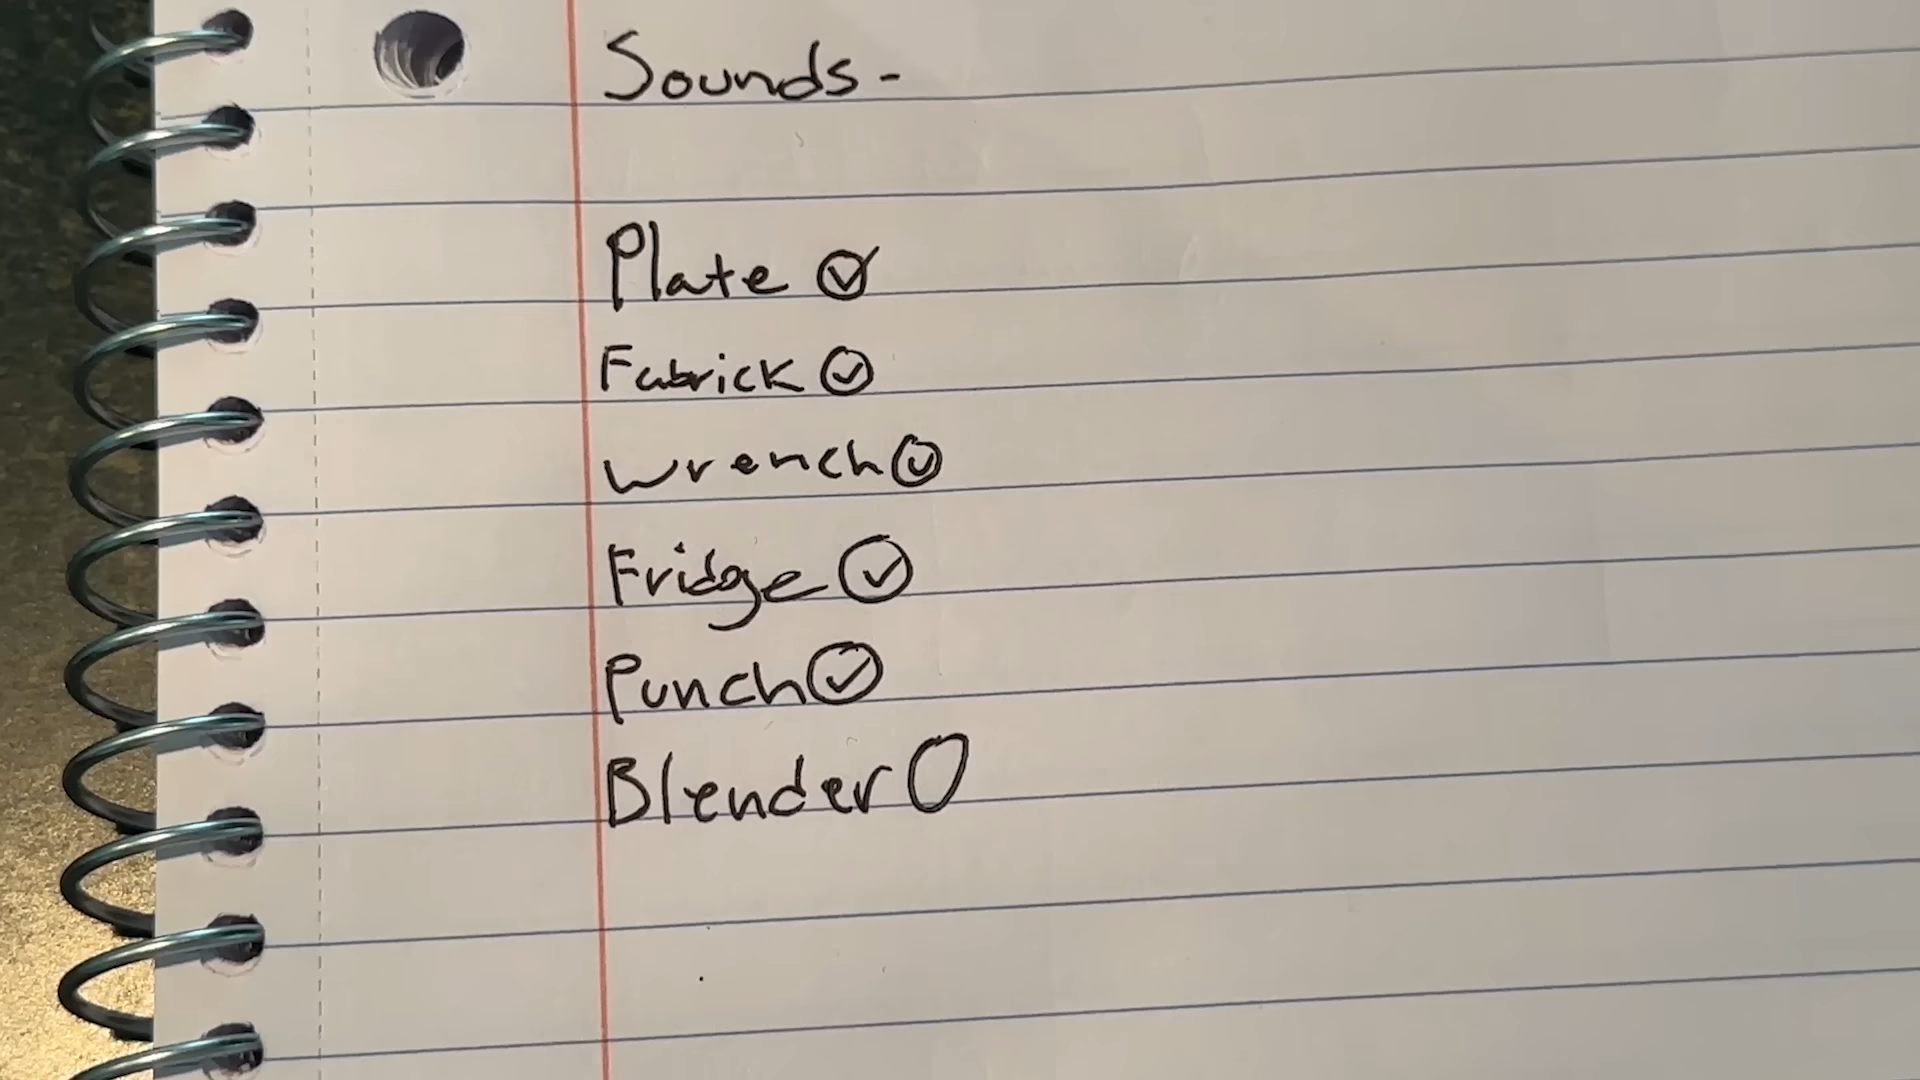 Sounds-
Plate
Fabrick
Wrench
Fridge
Punch
Blender